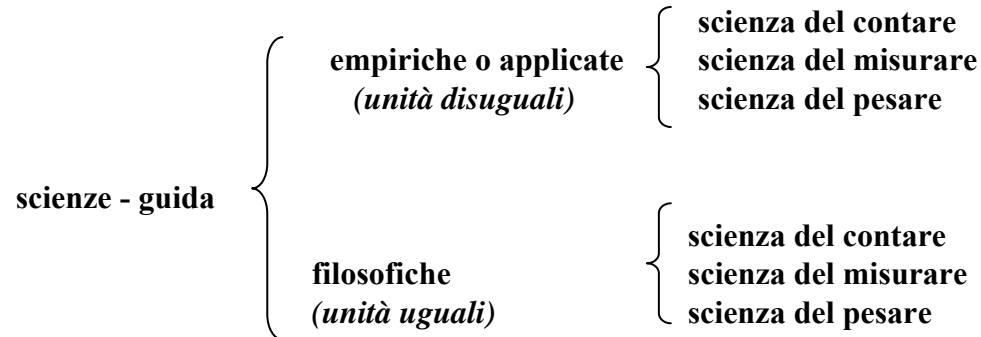 scienze - guida
empiriche o applicate
(unità disuguali)
scienza del contare
scienza del misurare
scienza del pesare
filosofiche
(unità uguali)
scienza del contare
scienza del misurare
scienza del pesare